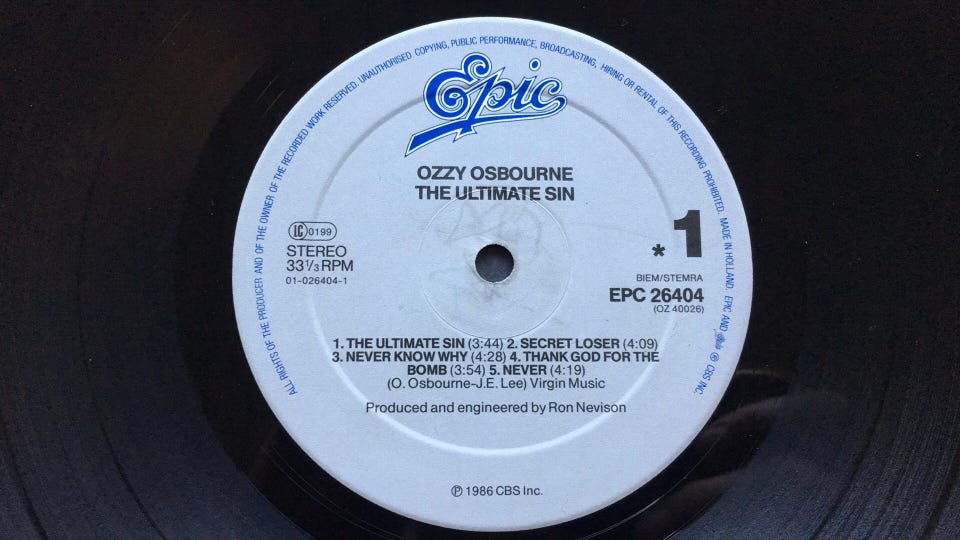 ALL RIGHTS OF THE PRODUCER AND OF THE OWNER OF THE RECORDED WORK RESERVED. UNAUTHORISED COPYING, PUBLIC PERFORMANCE, BROADCASTING, HIRING OR RENTAL OF THIS RECORDING PROHIBITED. MADE IN HOLLAND. EPIC AND Epic ℗ CBS INC.
Epic
OZZY OSBOURNE
THE ULTIMATE SIN
LC 0199
STEREO
33⅓ RPM
01-026404-1
* 1
BIEM/STEMRA
EPC 26404
(OZ 40026)
1. THE ULTIMATE SIN (3:44) 2. SECRET LOSER (4:09)
3. NEVER KNOW WHY (4:28) 4. THANK GOD FOR THE
BOMB (3:54) 5. NEVER (4:19)
(O. Osbourne-J.E. Lee) Virgin Music
Produced and engineered by Ron Nevison
℗ 1986 CBS Inc.